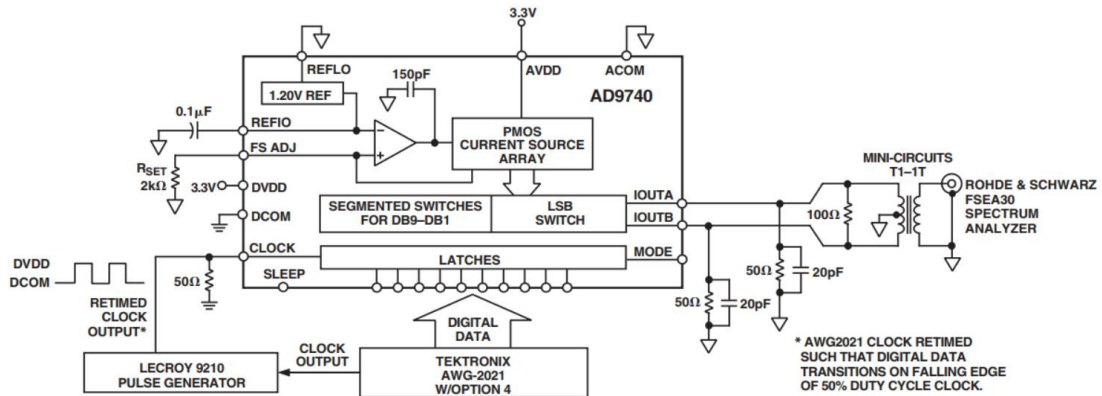 3.3V
REFLO
AVDD
ACOM
150pF
1.20V REF
AD9740
0.1µF
REFIO
PMOS
CURRENT SOURCE
ARRAY
FS ADJ
RSET
2kΩ
3.3V
DVDD
DCOM
SEGMENTED SWITCHES
FOR DB9–DB1
LSB
SWITCH
IOUTA
IOUTB
MINI-CIRCUITS
T1–1T
100Ω
ROHDE & SCHWARZ
FSEA30
SPECTRUM
ANALYZER
CLOCK
LATCHES
MODE
DVDD
DCOM
50Ω
SLEEP
50Ω
20pF
50Ω
20pF
RETIMED
CLOCK
OUTPUT*
DIGITAL
DATA
CLOCK
OUTPUT
LECROY 9210
PULSE GENERATOR
TEKTRONIX
AWG-2021
W/OPTION 4
* AWG2021 CLOCK RETIMED
SUCH THAT DIGITAL DATA
TRANSITIONS ON FALLING EDGE
OF 50% DUTY CYCLE CLOCK.